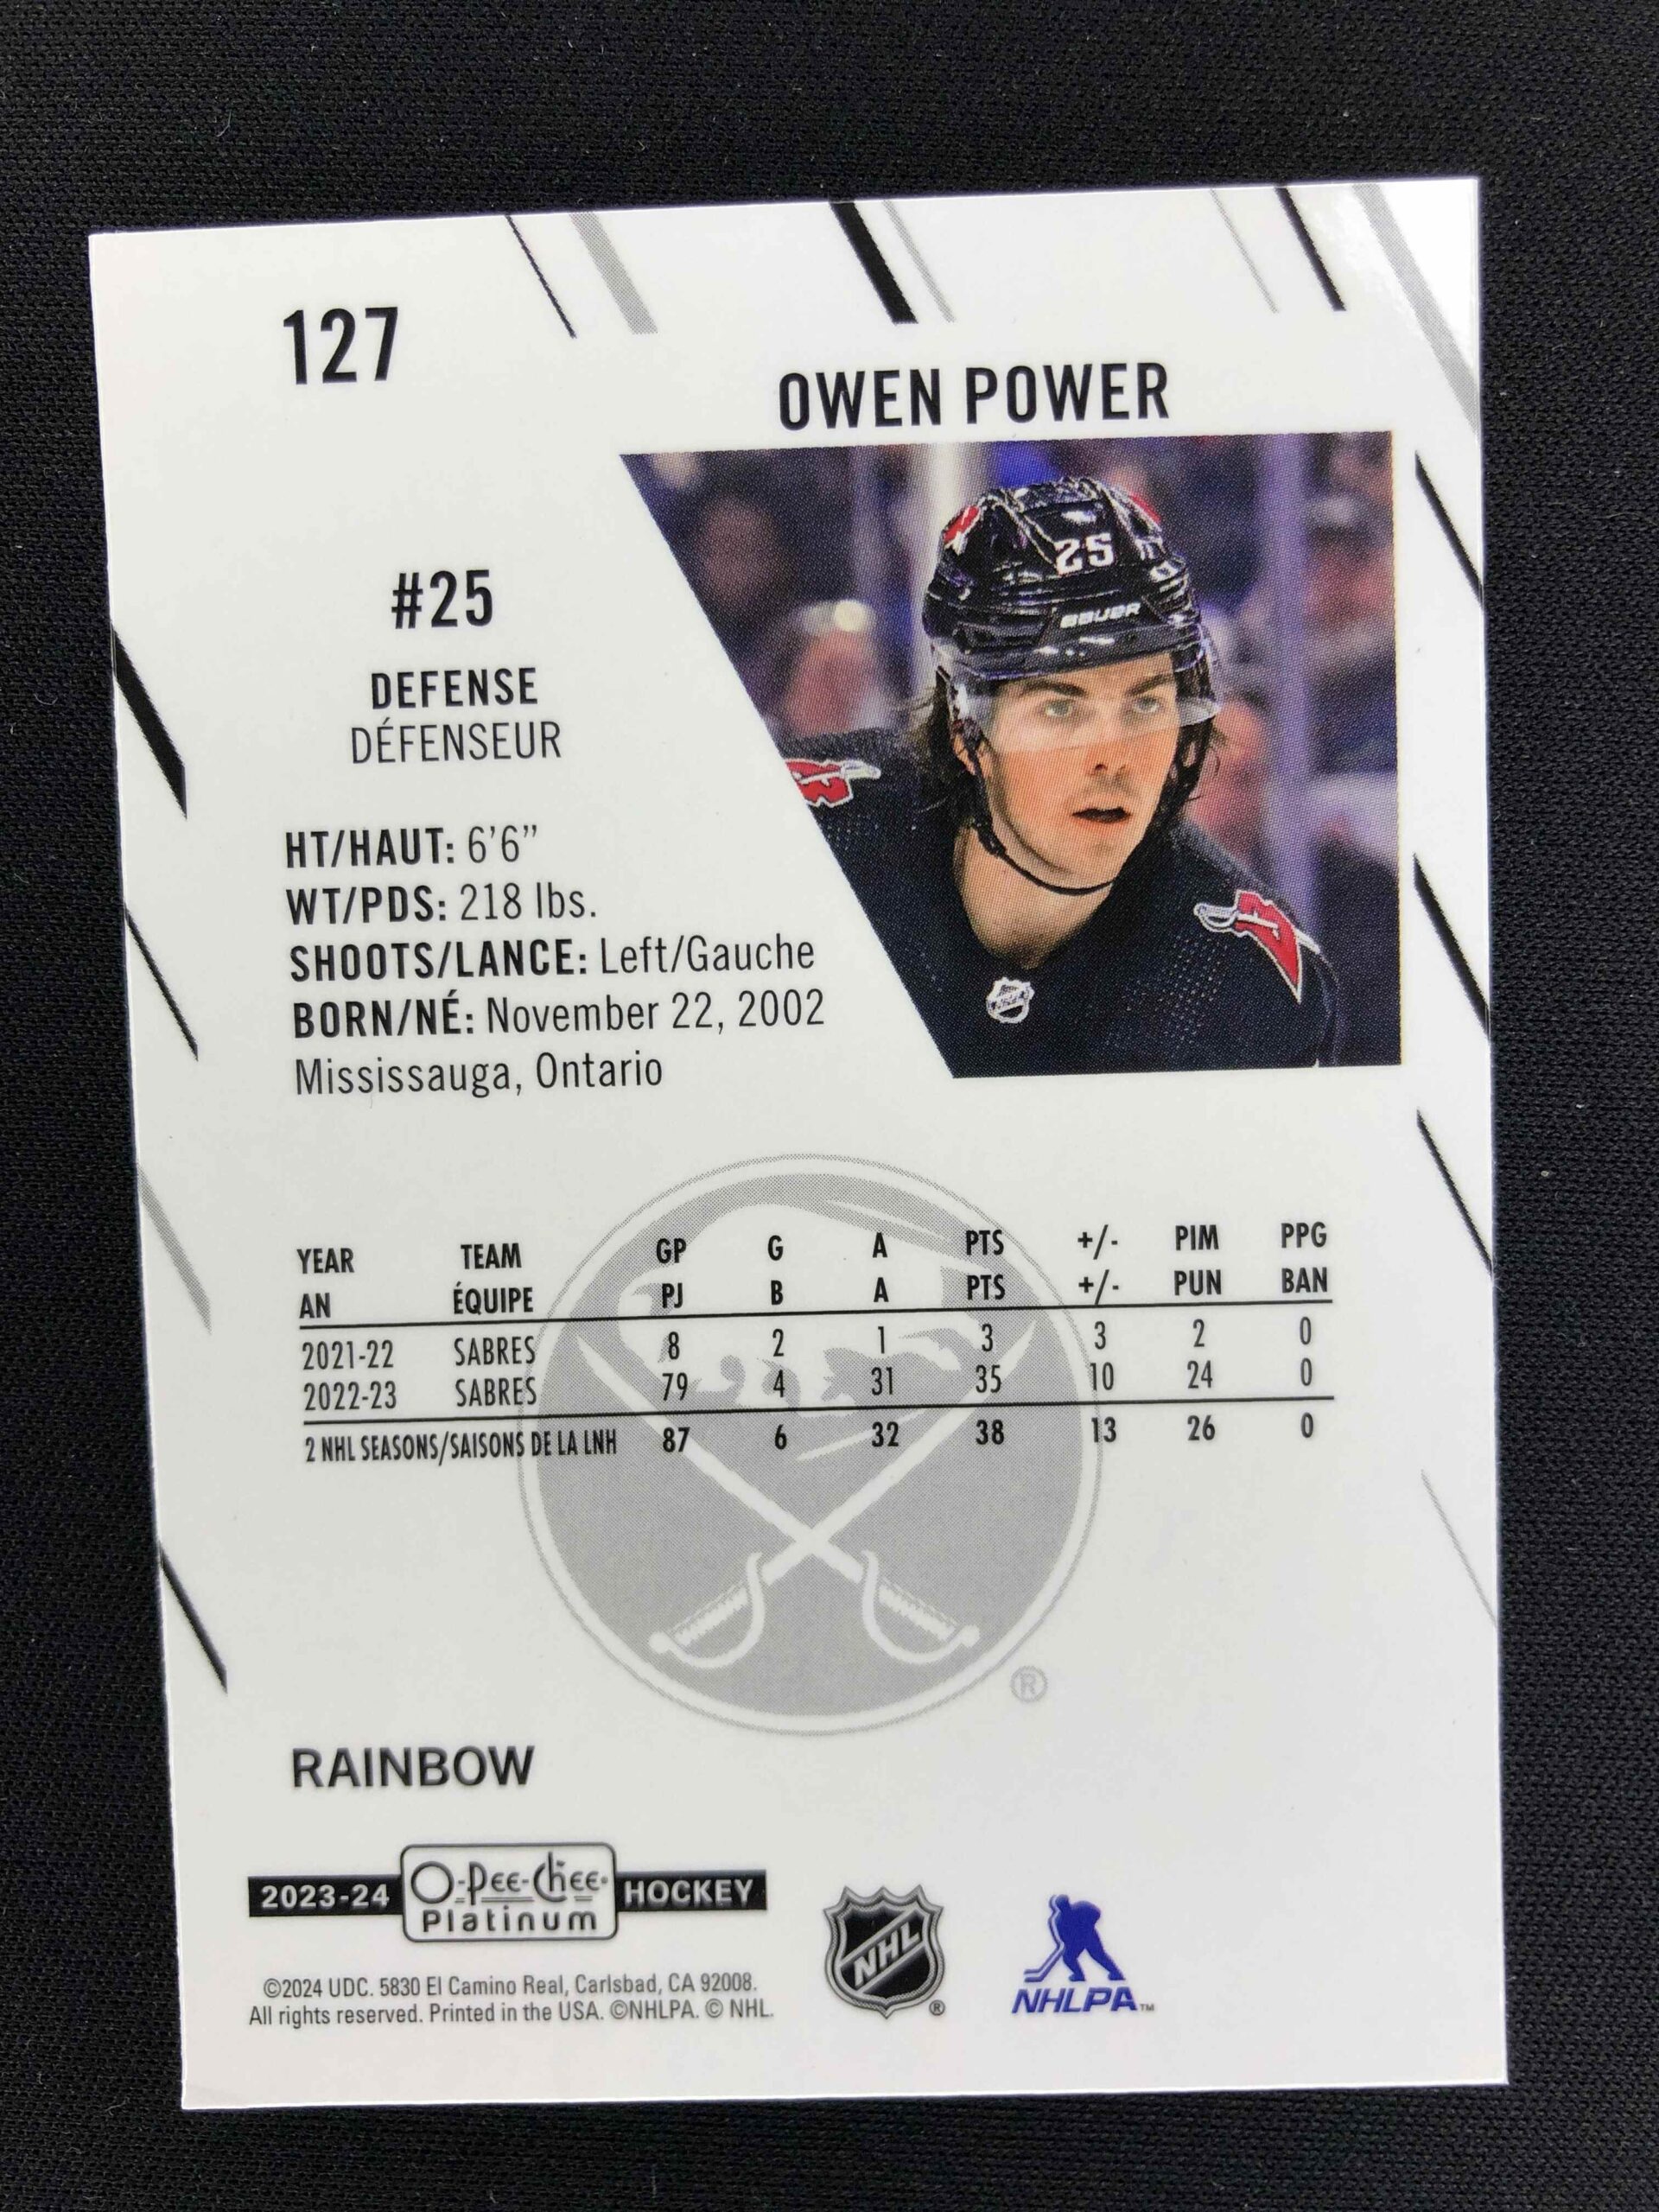 127
OWEN POWER
25
BAUER
#25
DEFENSE
DÉFENSEUR
HT/HAUT: 6'6”
WT/PDS: 218 lbs.
SHOOTS/LANCE: Left/Gauche
BORN/NÉ: November 22, 2002
Mississauga, Ontario
YEAR TEAM GP G A PTS +/- PIM PPG
AN ÉQUIPE PJ B A PTS +/- PUN BAN
2021-22 SABRES 8 2 1 3 3 2 0
2022-23 SABRES 79 4 31 35 10 24 0
2 NHL SEASONS/SAISONS DE LA LNH 87 6 32 38 13 26 0
®
RAINBOW
2023-24 O-Pee-Chee Platinum HOCKEY
©2024 UDC. 5830 El Camino Real, Carlsbad, CA 92008.
All rights reserved. Printed in the USA. ©NHLPA. © NHL.
NHL ®
NHLPA™